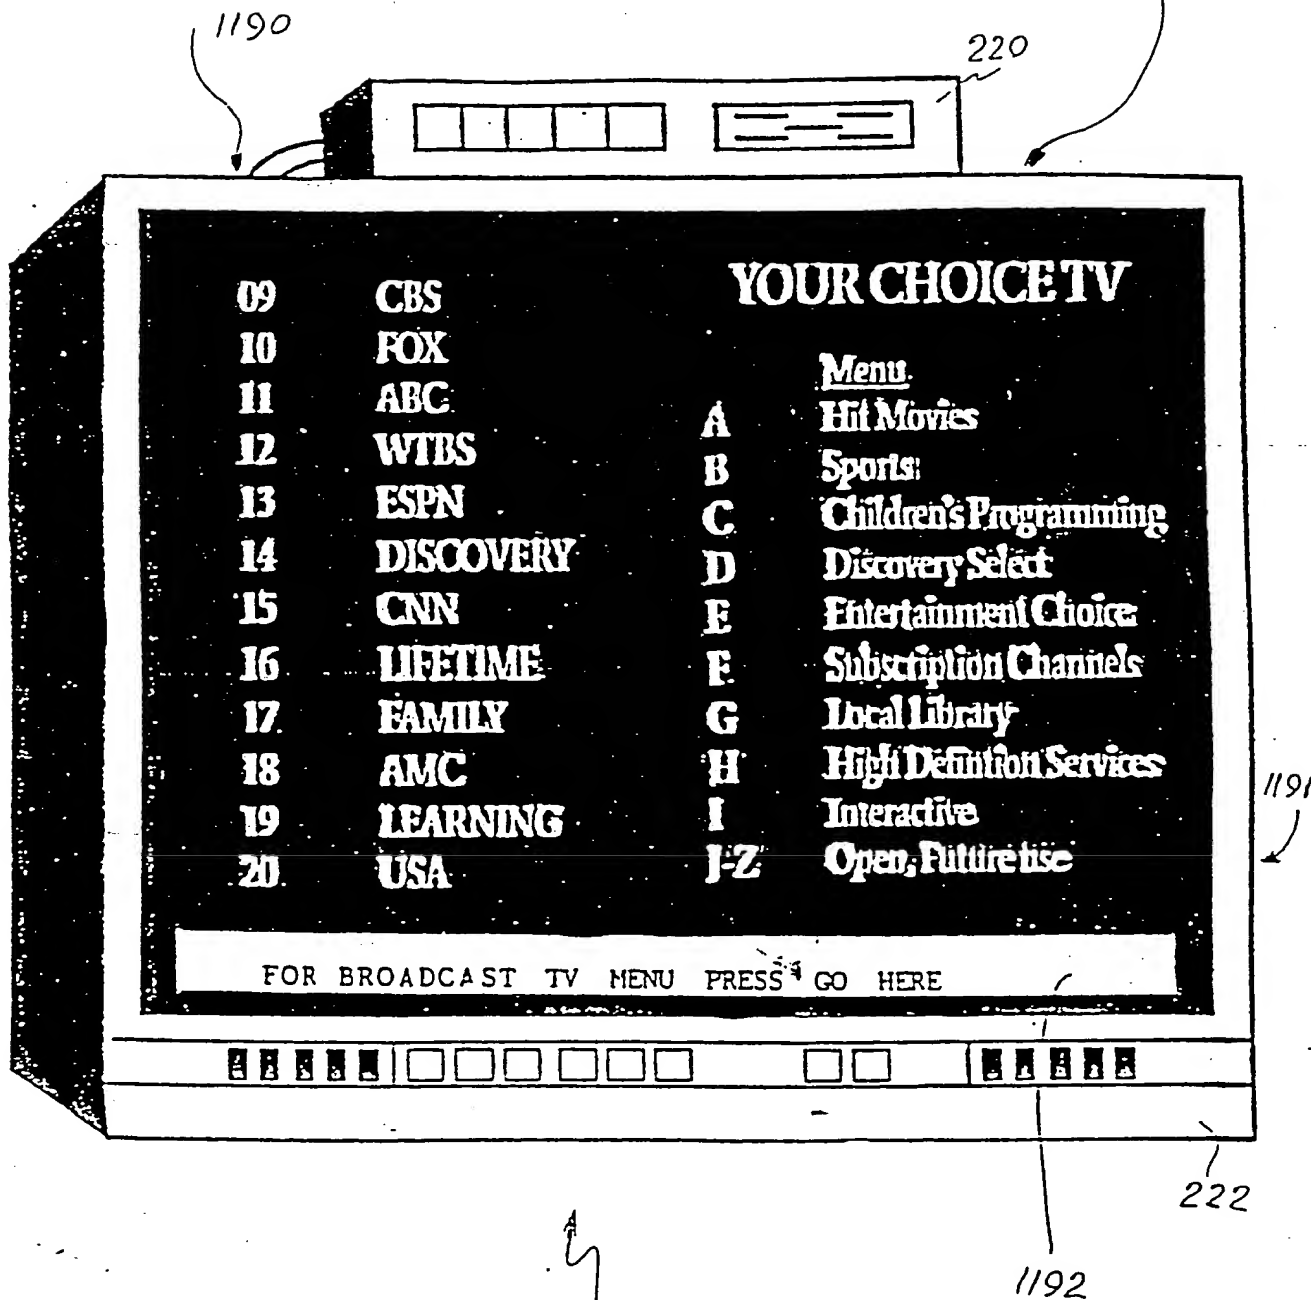 1190
220
09 CBS
10 FOX
11 ABC
12 WTBS
13 ESPN
14 DISCOVERY
15 CNN
16 LIFETIME
17 FAMILY
18 AMC
19 LEARNING
20 USA
YOUR CHOICE TV
Menu
A Hit Movies
B Sports
C Children's Programming
D Discovery Select
E Entertainment Choice
F Subscription Channels
G Local Library
H High Defintion Services
I Interactive
J-Z Open, Future use
FOR BROADCAST TV MENU PRESS GO HERE
1191
222
1192